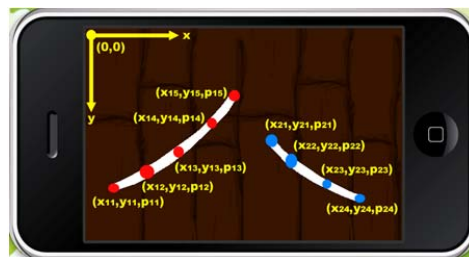 x
(0,0)
y
(x15,y15,p15)
(x14,y14,p14)
(x13,y13,p13)
(x12,y12,p12)
(x11,y11,p11)
(x21,y21,p21)
(x22,y22,p22)
(x23,y23,p23)
(x24,y24,p24)